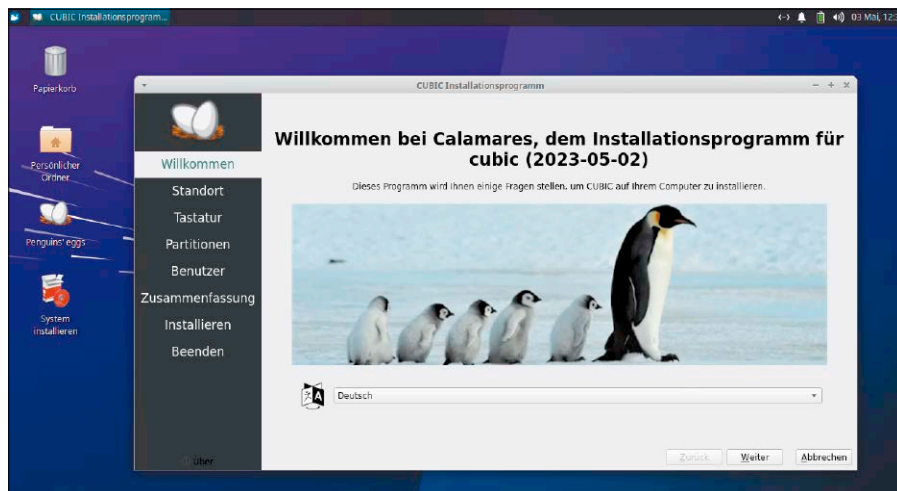 CUBIC Installationsprogram...
03 Mai, 12:3
Papierkorb
Persönlicher
Ordner
Penguins' eggs
System
installieren
CUBIC Installationsprogramm
Willkommen
Standort
Tastatur
Partitionen
Benutzer
Zusammenfassung
Installieren
Beenden
Über
Willkommen bei Calamares, dem Installationsprogramm für
cubic (2023-05-02)
Dieses Programm wird Ihnen einige Fragen stellen, um CUBIC auf Ihrem Computer zu installieren.
Deutsch
Zurück
Weiter
Abbrechen